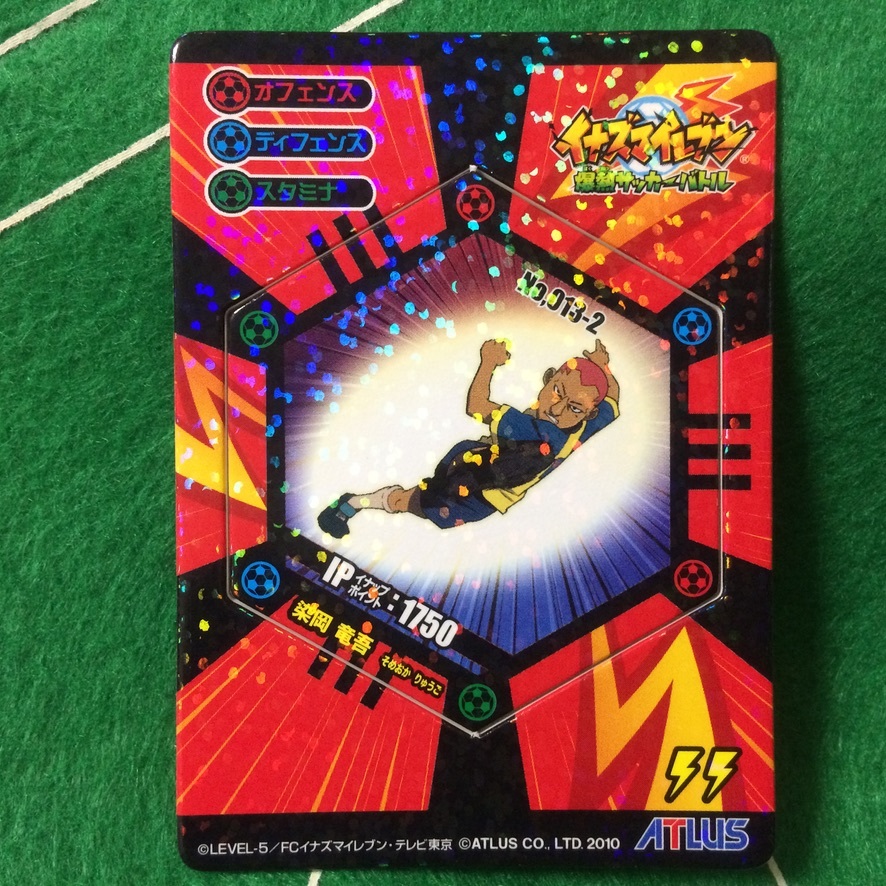 オフェンス
ディフェンス
スタミナ
イナズマイレブン®
爆熱サッカーバトル
No.013-2
IP イナップポイント:1750
染岡 竜吾 そめおか りゅうご
©LEVEL-5/FCイナズマイレブン・テレビ東京 ©ATLUS CO., LTD. 2010
ATLUS